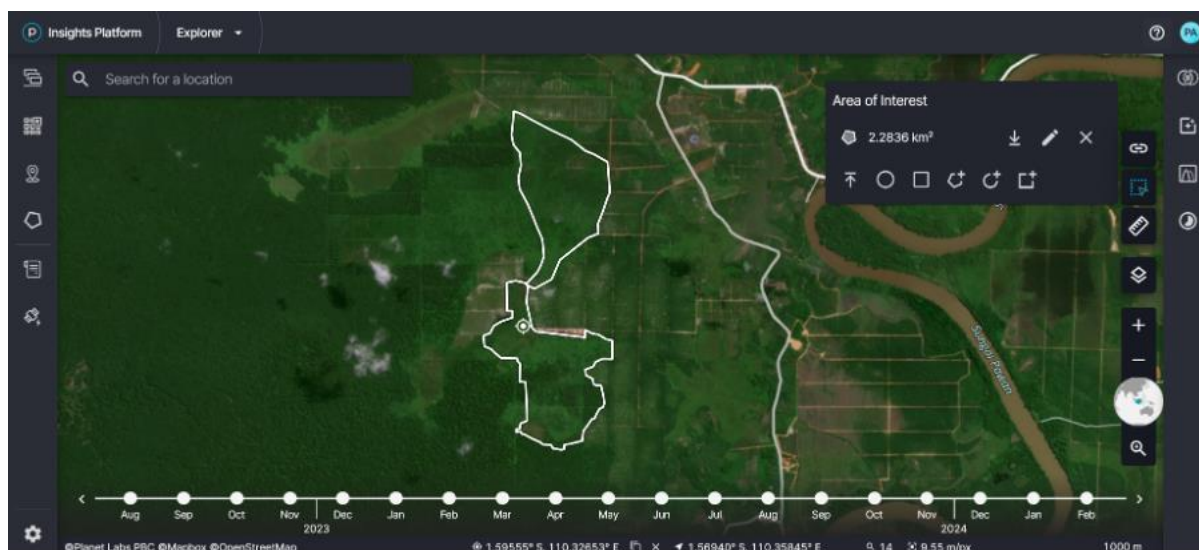 P Insights Platform Explorer
PA
Search for a location
Area of Interest
2.2836 km²
Sungai Pawan
Aug Sep Oct Nov Dec Jan Feb Mar Apr May Jun Jul Aug Sep Oct Nov Dec Jan Feb
2023 2024
©Planet Labs PBC ©Mapbox ©OpenStreetMap 1.59555° S, 110.32653° E 1.56940° S, 110.35845° E 14 9.55 m/px 1000 m